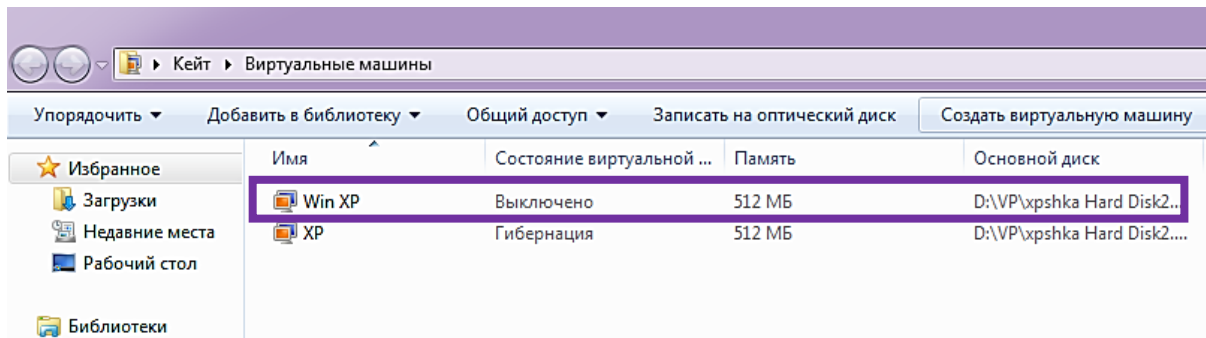 Кейт Виртуальные машины
Упорядочить Добавить в библиотеку Общий доступ Записать на оптический диск Создать виртуальную машину
Имя Состояние виртуальной ... Память Основной диск
Избранное
Загрузки
Недавние места
Рабочий стол
Библиотеки
Win XP Выключено 512 МБ D:\VP\xpshka Hard Disk2...
XP Гибернация 512 МБ D:\VP\xpshka Hard Disk2....